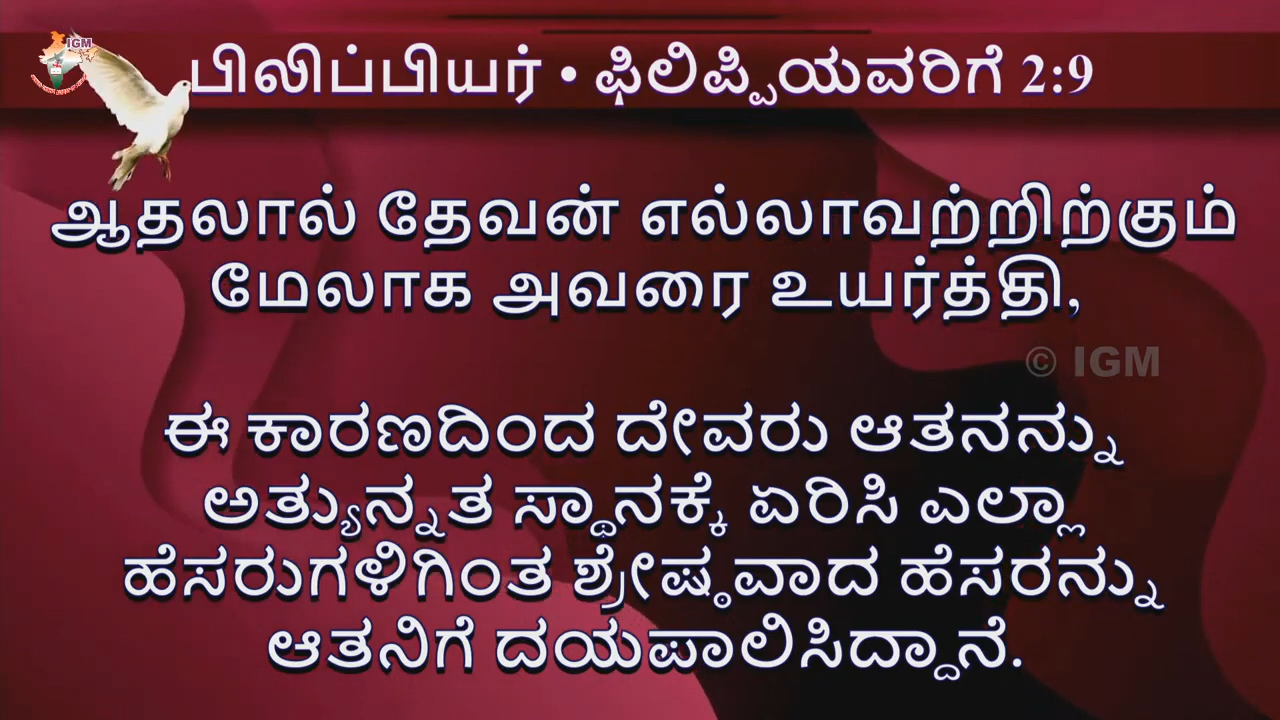 IGM
பிலிப்பியர் • ಫಿಲಿಪ್ಪಿಯವರಿಗೆ 2:9
ஆதலால் தேவன் எல்லாவற்றிற்கும்
மேலாக அவரை உயர்த்தி,
© IGM
ಈ ಕಾರಣದಿಂದ ದೇವರು ಆತನನ್ನು
ಅತ್ಯುನ್ನತ ಸ್ಥಾನಕ್ಕೆ ಏರಿಸಿ ಎಲ್ಲಾ
ಹೆಸರುಗಳಿಗಿಂತ ಶ್ರೇಷ್ಠವಾದ ಹೆಸರನ್ನು
ಆತನಿಗೆ ದಯಪಾಲಿಸಿದ್ದಾನೆ.